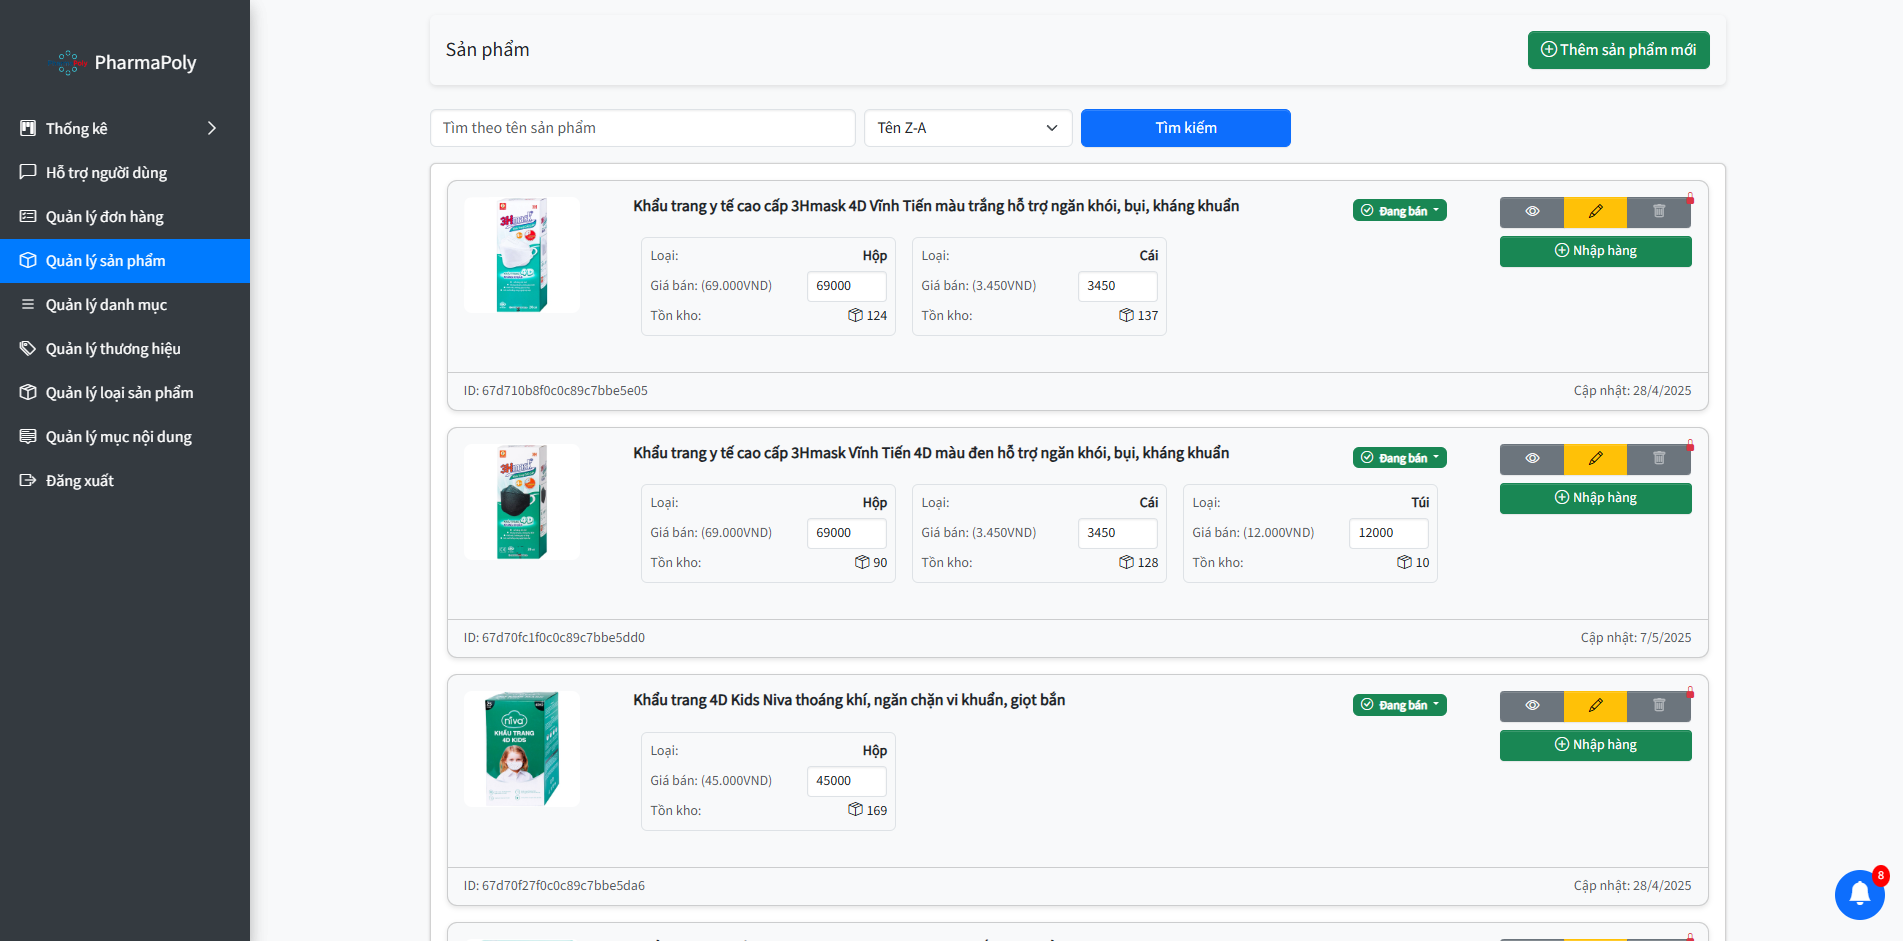 PharmaPoly
Thống kê
Hỗ trợ người dùng
Quản lý đơn hàng
Quản lý sản phẩm
Quản lý danh mục
Quản lý thương hiệu
Quản lý loại sản phẩm
Quản lý mục nội dung
Đăng xuất
Sản phẩm
Thêm sản phẩm mới
Tìm theo tên sản phẩm
Tên Z-A
Tìm kiếm
3Hmask
4D
Khẩu trang y tế cao cấp 3Hmask 4D Vĩnh Tiến màu trắng hỗ trợ ngăn khói, bụi, kháng khuẩn
Đang bán
Loại: Hộp
Giá bán: (69.000VND) 69000
Tồn kho: 124
Loại: Cái
Giá bán: (3.450VND) 3450
Tồn kho: 137
Nhập hàng
ID: 67d710b8f0c0c89c7bbe5e05
Cập nhật: 28/4/2025
3Hmask
4D
Khẩu trang y tế cao cấp 3Hmask Vĩnh Tiến 4D màu đen hỗ trợ ngăn khói, bụi, kháng khuẩn
Đang bán
Loại: Hộp
Giá bán: (69.000VND) 69000
Tồn kho: 90
Loại: Cái
Giá bán: (3.450VND) 3450
Tồn kho: 128
Loại: Túi
Giá bán: (12.000VND) 12000
Tồn kho: 10
Nhập hàng
ID: 67d70fc1f0c0c89c7bbe5dd0
Cập nhật: 7/5/2025
niva
KHẨU TRANG
4D KIDS
Khẩu trang 4D Kids Niva thoáng khí, ngăn chặn vi khuẩn, giọt bắn
Đang bán
Loại: Hộp
Giá bán: (45.000VND) 45000
Tồn kho: 169
Nhập hàng
ID: 67d70f27f0c0c89c7bbe5da6
Cập nhật: 28/4/2025
8